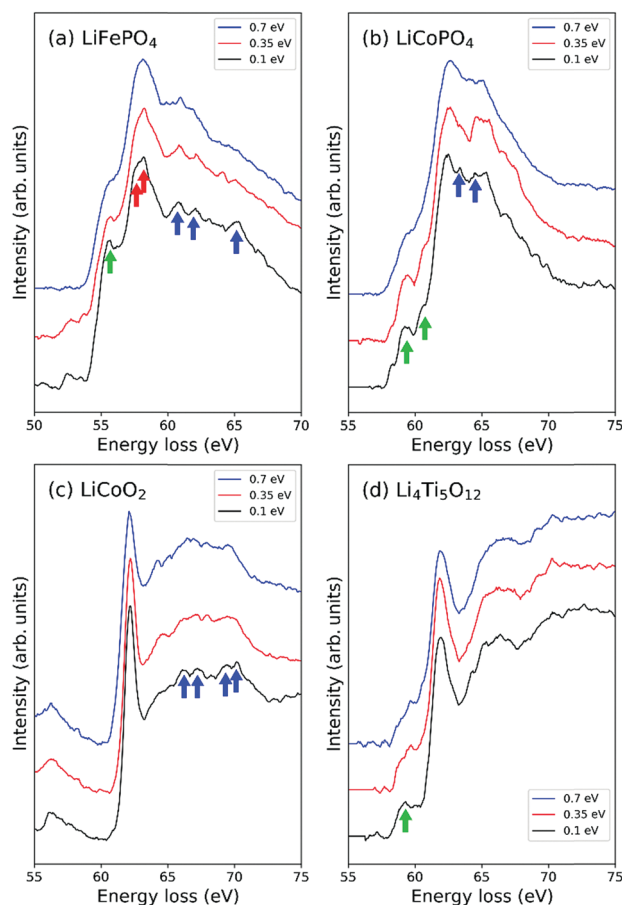 (a) LiFePO₄
0.7 eV
0.35 eV
0.1 eV
Intensity (arb. units)
50 55 60 65 70
Energy loss (eV)
(b) LiCoPO₄
0.7 eV
0.35 eV
0.1 eV
Intensity (arb. units)
55 60 65 70 75
Energy loss (eV)
(c) LiCoO₂
0.7 eV
0.35 eV
0.1 eV
Intensity (arb. units)
55 60 65 70 75
Energy loss (eV)
(d) Li₄Ti₅O₁₂
Intensity (arb. units)
0.7 eV
0.35 eV
0.1 eV
55 60 65 70 75
Energy loss (eV)